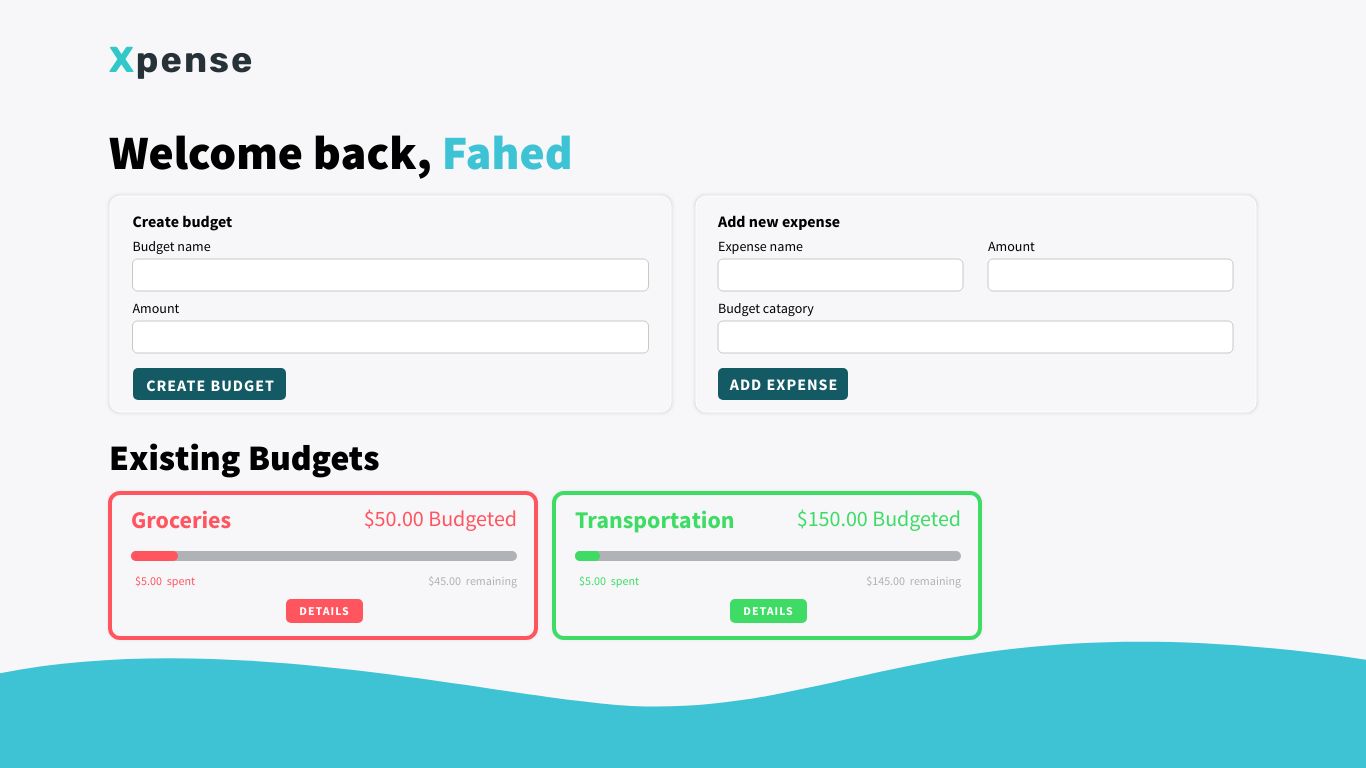 Xpense
Welcome back, Fahed
Create budget
Budget name
Amount
CREATE BUDGET
Add new expense
Expense name
Amount
Budget catagory
ADD EXPENSE
Existing Budgets
Groceries
$50.00 Budgeted
$5.00 spent
$45.00 remaining
DETAILS
Transportation
$150.00 Budgeted
$5.00 spent
$145.00 remaining
DETAILS